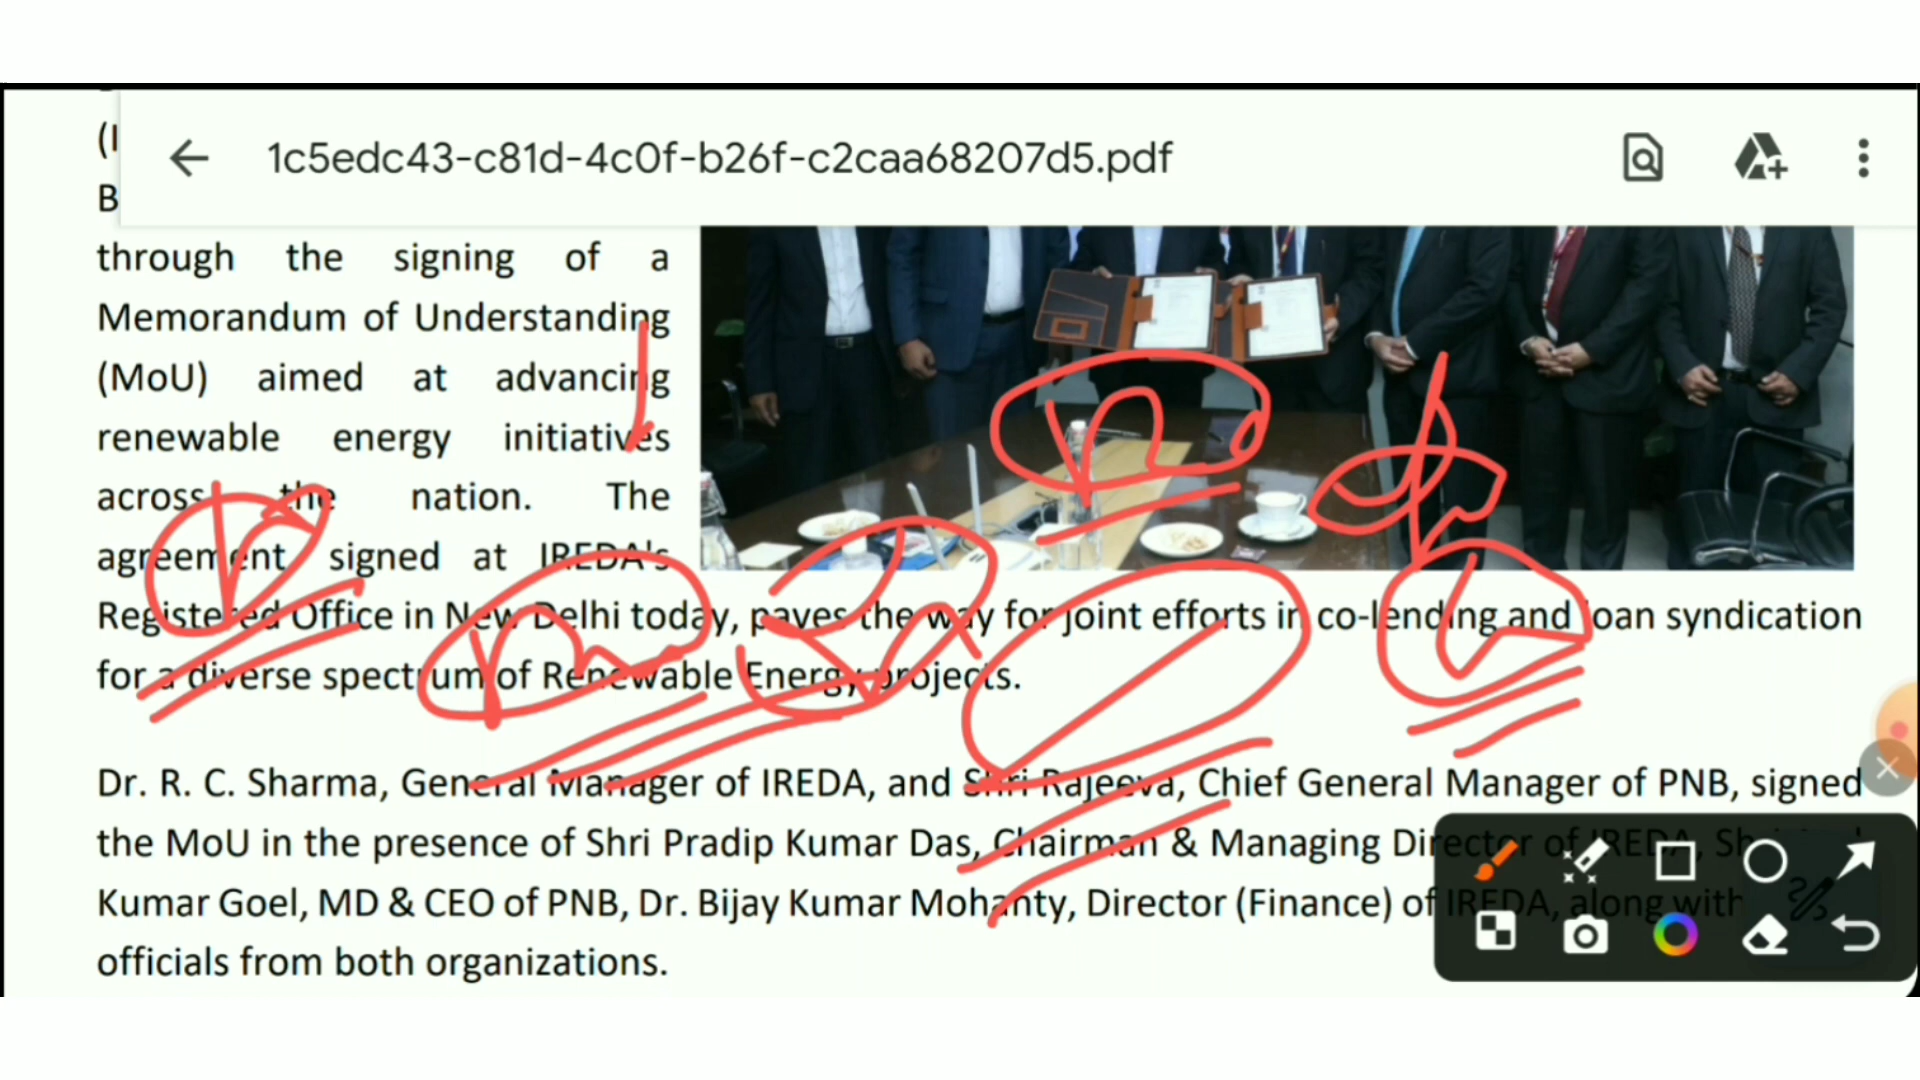 (I
1c5edc43-c81d-4c0f-b26f-c2caa68207d5.pdf
B
through the signing of a
Memorandum of Understanding
(MoU) aimed at advancing
renewable energy initiatives
across the nation. The
agreement signed at IREDA's
Registered Office in New Delhi today, paves the way for joint efforts in co-lending and loan syndication
for a diverse spectrum of Renewable Energy projects.
Dr. R. C. Sharma, General Manager of IREDA, and Shri Rajeeva, Chief General Manager of PNB, signed
the MoU in the presence of Shri Pradip Kumar Das, Chairman & Managing Director of IREDA,
Kumar Goel, MD & CEO of PNB, Dr. Bijay Kumar Mohanty, Director (Finance) of IREDA, along with
officials from both organizations.